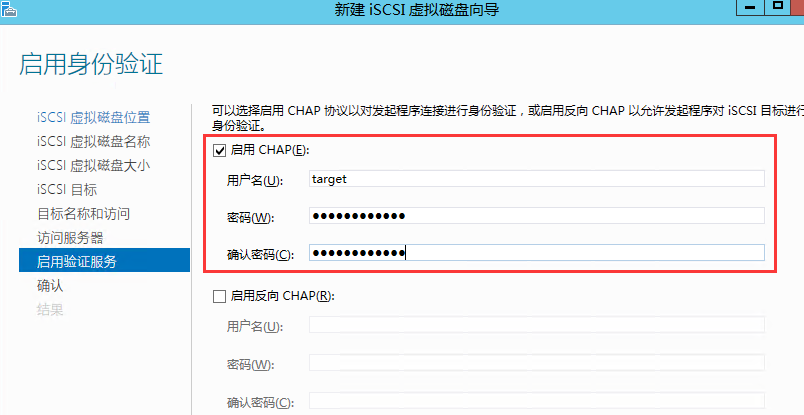 新建 iSCSI 虚拟磁盘向导
启用身份验证
iSCSI 虚拟磁盘位置
iSCSI 虚拟磁盘名称
iSCSI 虚拟磁盘大小
iSCSI 目标
目标名称和访问
访问服务器
启用验证服务
确认
结果
可以选择启用 CHAP 协议以对发起程序连接进行身份验证，或启用反向 CHAP 以允许发起程序对 iSCSI 目标进行
身份验证。
启用 CHAP(E):
用户名(U): target
密码(W): ●●●●●●●●●●●●
确认密码(C): ●●●●●●●●●●●●
启用反向 CHAP(R):
用户名(U):
密码(W):
确认密码(C):